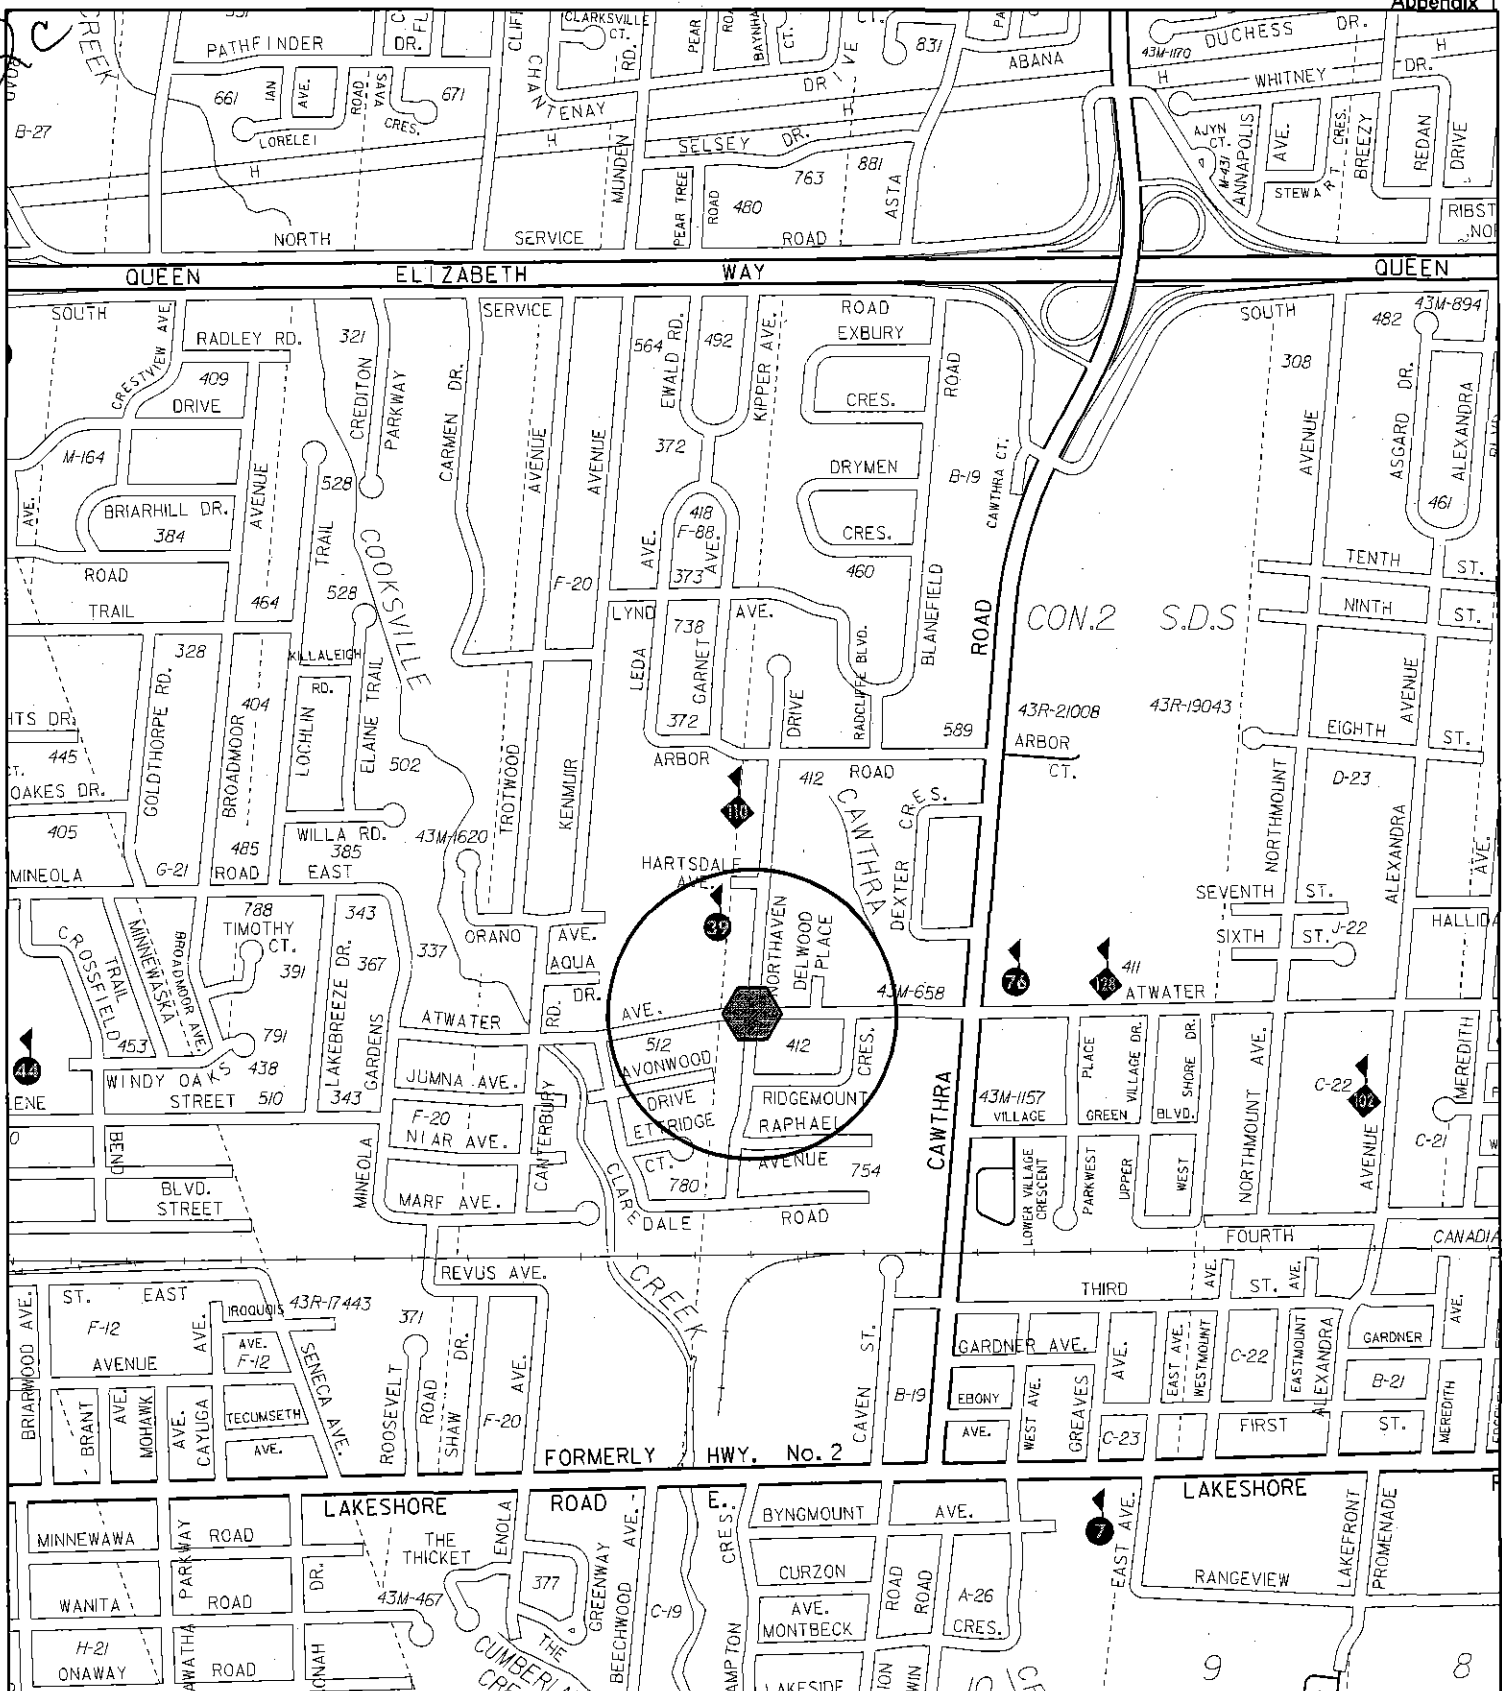 Appendix 1
PATHFINDER DR.
CREEK
CLARKSVILLE CT.
CHANTENAY DRIVE
PEAR
831
ABANA
43M-1170
DUCHESS DR.
H
WHITNEY DR.
B-27
661
IAN AVE.
ROAD
SAVA CRES.
671
LORELEI
H
H
H
H
MUNDEN RD.
SELSEY DR.
763
881
PEAR TREE ROAD
480
ASTA
AJYN CT.
M-431
ANNAPOLIS AVE.
STEWART CRES.
BREEZY
REDAN DRIVE
RIBST
NORTH SERVICE ROAD
QUEEN ELIZABETH WAY QUEEN
SOUTH SERVICE ROAD SOUTH
CRESTVIEW AVE
RADLEY RD.
321
409
DRIVE
CREDITON PARKWAY
CARMEN DR.
564
EWALD RD.
492
KIPPER AVE.
EXBURY CRES.
ROAD
308
482
43M-894
ASGARD DR.
ALEXANDRA
461
M-164
AVE.
BRIARHILL DR.
384
AVENUE
528
TRAIL
528
COOKSVILLE
AVENUE
AVENUE
372
418
F-88
AVE.
AVE.
373
DRYMEN CRES.
460
B-19
CAWTHRA CT.
AVENUE
TENTH ST.
ROAD
TRAIL
464
F-20
LYND AVE.
738
LEDA
GARNET
372
RADCLIFFE BLVD.
BLANEFIELD
ROAD
CON.2 S.D.S
NINTH ST.
328
KILLALEIGH RD.
GOLDTHORPE RD.
BROADMOOR
404
LOCHLIN
ELAINE TRAIL
502
HTS DR.
445
CT.
OAKES DR.
405
TROTWOOD
KENMUIR
DRIVE
589
43R-21008
43R-19043
ARBOR ROAD
ARBOR CT.
412
AVENUE
EIGHTH ST.
D-23
110
CAWTHRA
DEXTER CRES.
WILLA RD.
385
485
43M-1620
NORTHMOUNT
ALEXANDRA
AVE.
MINEOLA ROAD EAST
G-21
HARTSDALE AVE.
39
SEVENTH ST.
788
TIMOTHY CT.
391
343
367
337
ORANO AVE.
AQUA DR.
NORTHAVEN
DELWOOD PLACE
SIXTH ST.
J-22
HALLIDA
CROSSFIELD
TRAIL
MINNEWASKA
BROADMOOR AVE.
LAKEBREEZE DR.
43M-658
76
128
411
ATWATER AVE. ATWATER
RD.
44
453
791
438
WINDY OAKS
STREET
510
343
GARDENS
JUMNA AVE.
F-20
NIAR AVE.
512
AVONWOOD DRIVE
412
CRES.
RIDGEMOUNT
PLACE
VILLAGE DR.
SHORE DR.
AVE.
MEREDITH
C-22
102
ENE
BEND
MINEOLA
CANTERBURY
ETTRIDGE CT.
RAPHAEL AVENUE
754
780
CAWTHRA
43M-1157
VILLAGE GREEN BLVD.
LOWER VILLAGE CRESCENT
PARKWEST
UPPER
WEST
NORTHMOUNT
AVENUE
C-21
BLVD.
STREET
MARF AVE.
CLAREDALE ROAD
FOURTH
CANADIA
REVUS AVE.
CREEK
THIRD ST.
AVE.
AVE.
AVE.
ST. EAST
F-12
IROQUOIS AVE.
43R-17443
371
F-12
AVENUE
AVE.
BRIARWOOD AVE.
SENECA AVE.
ROOSEVELT ROAD
SHAW DR.
AVE.
F-20
CAVEN ST.
B-19
GARDNER AVE.
EBONY AVE.
WEST AVE.
GREAVES AVE.
C-23
EAST AVE.
WESTMOUNT
C-22
EASTMOUNT
ALEXANDRA
GARDNER
B-21
MEREDITH
FIRST ST.
BRANT AVE.
MOHAWK AVE.
CAYUGA
TECUMSETH AVE.
FORMERLY HWY. No. 2
LAKESHORE ROAD E. LAKESHORE
MINNEWAWA ROAD
PARKWAY
THE THICKET
ENOLA
AVE.
CRES.
BYNGMOUNT AVE.
7
EAST AVE.
LAKEFRONT PROMENADE
WANITA ROAD
DR.
43M-467
377
GREENWAY
THE
BEECHWOOD
C-19
CURZON AVE.
MONTBECK
ROAD
ROAD
A-26
CRES.
RANGEVIEW
H-21
ONAWAY ROAD
AWATHA
ONAH
CUMBERLA
CRE
AMPTON
LAKESIDE
ION
WIN
10
9
8